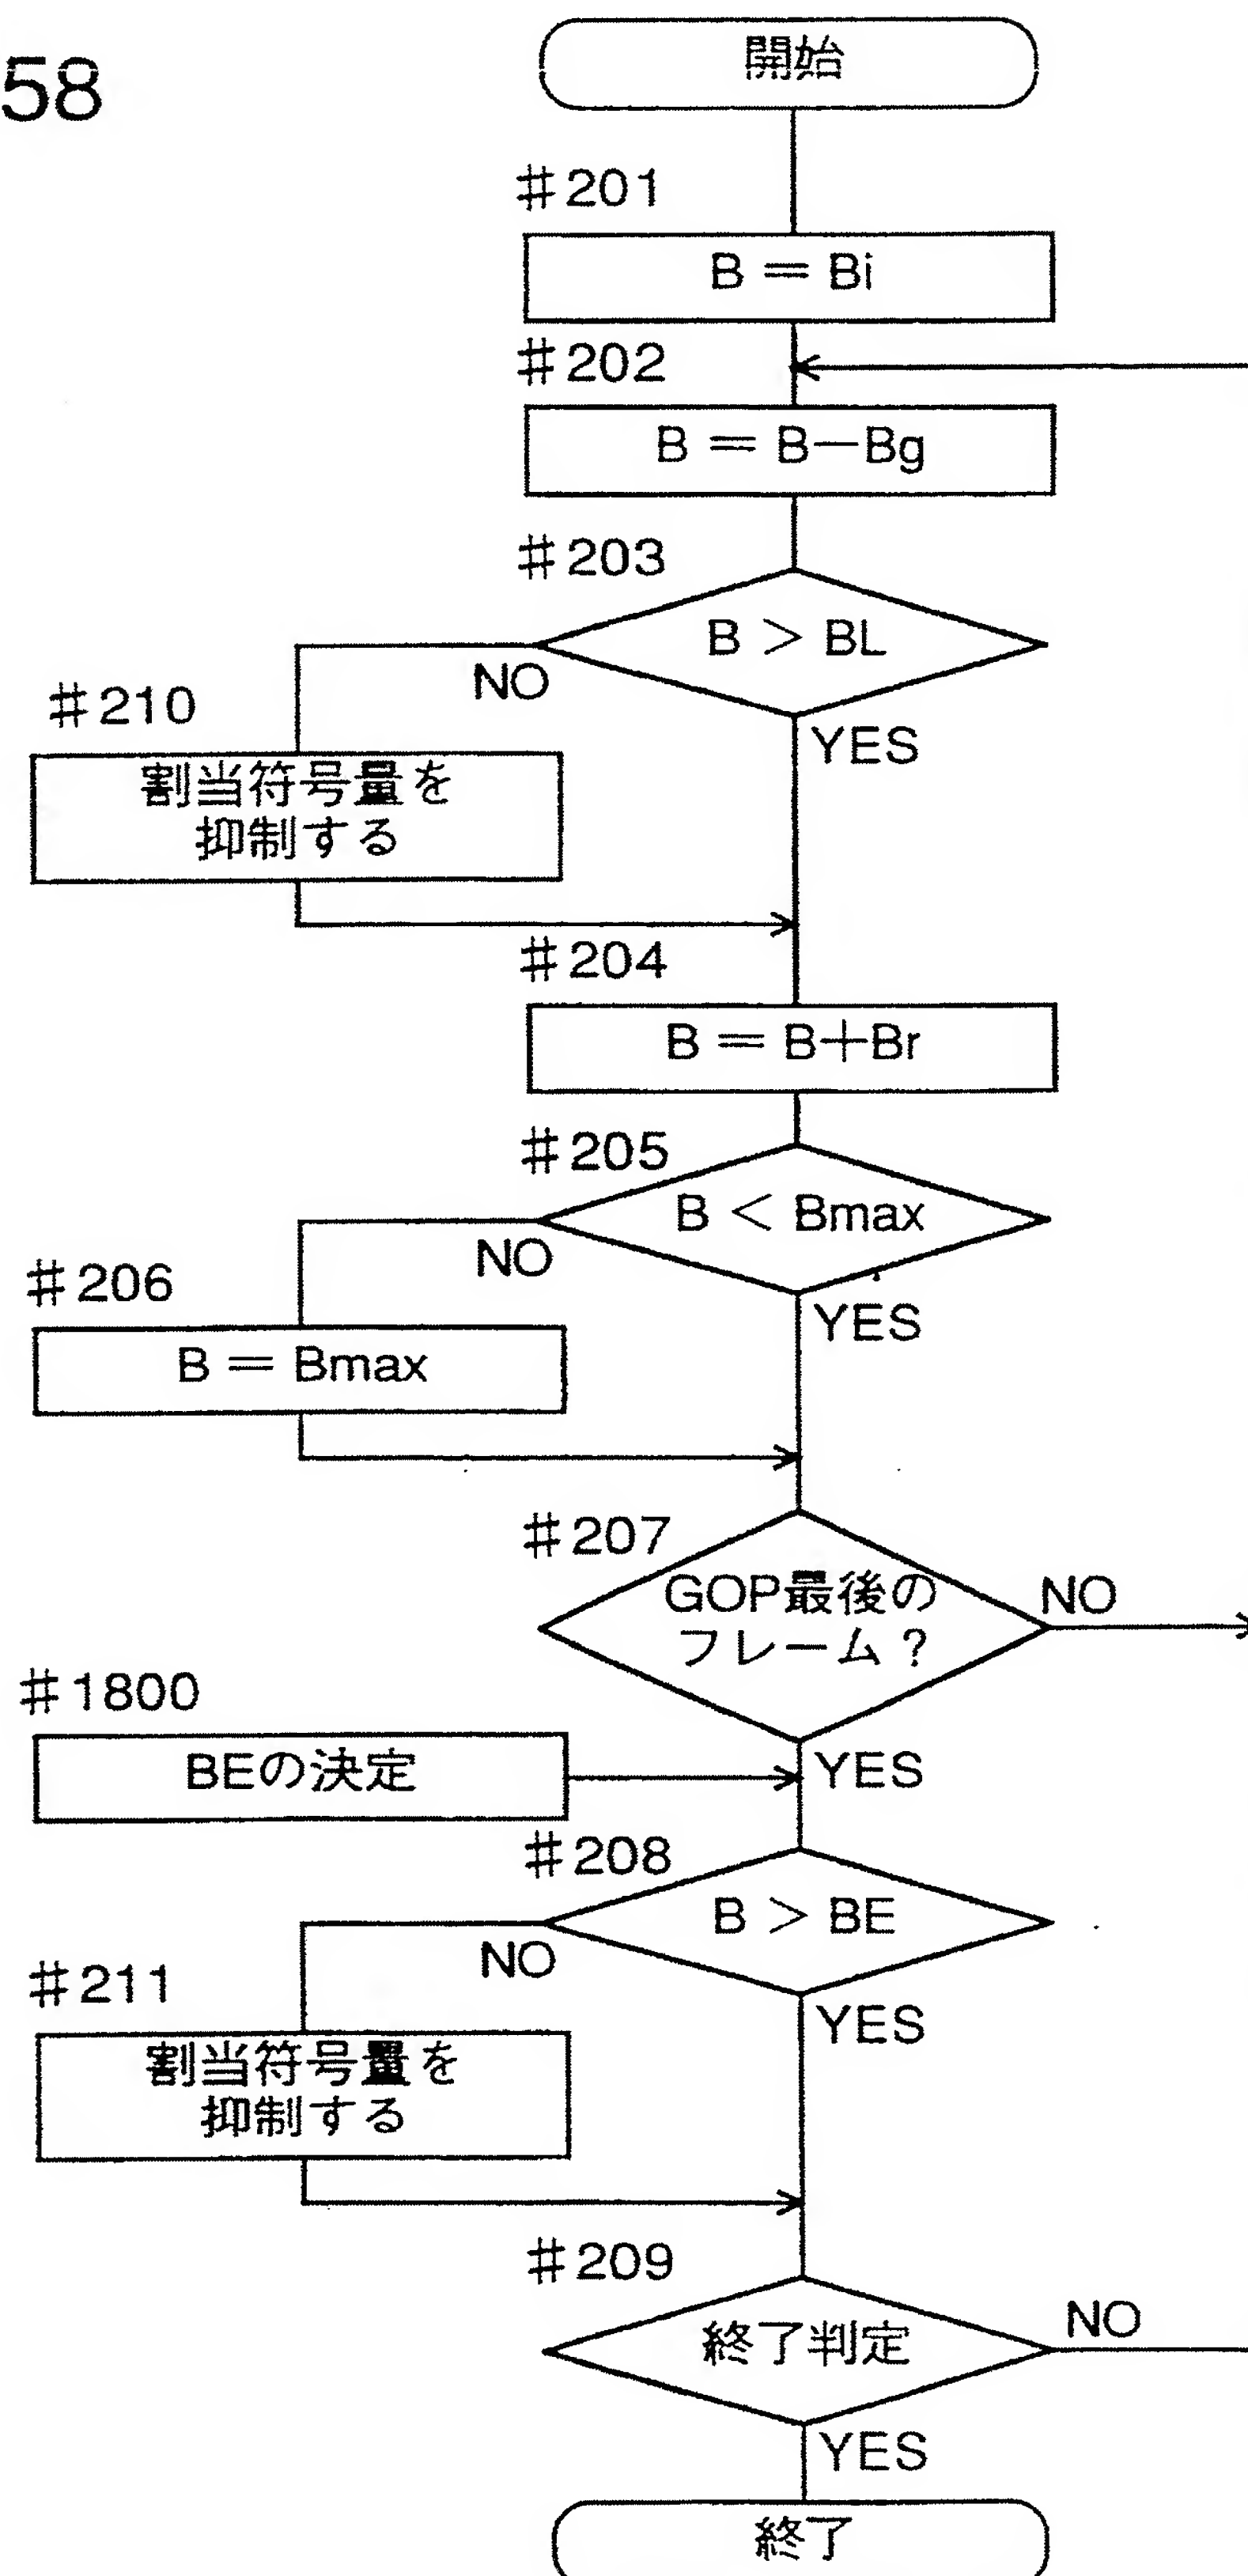 58
開始
#201
B = Bi
#202
B = B-Bg
#203
B > BL
NO
YES
#210
割当符号量を
抑制する
#204
B = B+Br
#205
B < Bmax
NO
YES
#206
B = Bmax
#207
GOP最後の
フレーム?
NO
YES
#1800
BEの決定
#208
B > BE
NO
YES
#211
割当符号量を
抑制する
#209
終了判定
NO
YES
終了